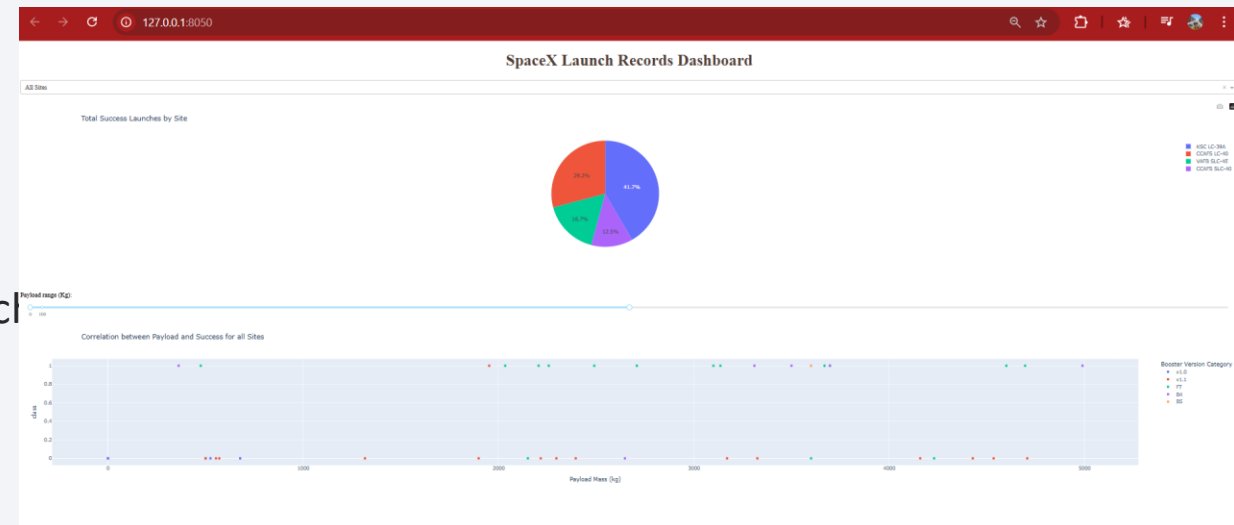 127.0.0.1:8050
SpaceX Launch Records Dashboard
All Sites
Total Success Launches by Site
KSC LC-39A
CCAFS LC-40
VAFB SLC-4E
CCAFS SLC-40
29.2%
41.7%
16.7%
12.5%
ch
Payload range (Kg):
0 100
Correlation between Payload and Success for all Sites
Booster Version Category
v1.0
v1.1
FT
B4
B5
1
0.8
0.6
0.4
0.2
0
class
0 1000 2000 3000 4000 5000
Payload Mass (kg)